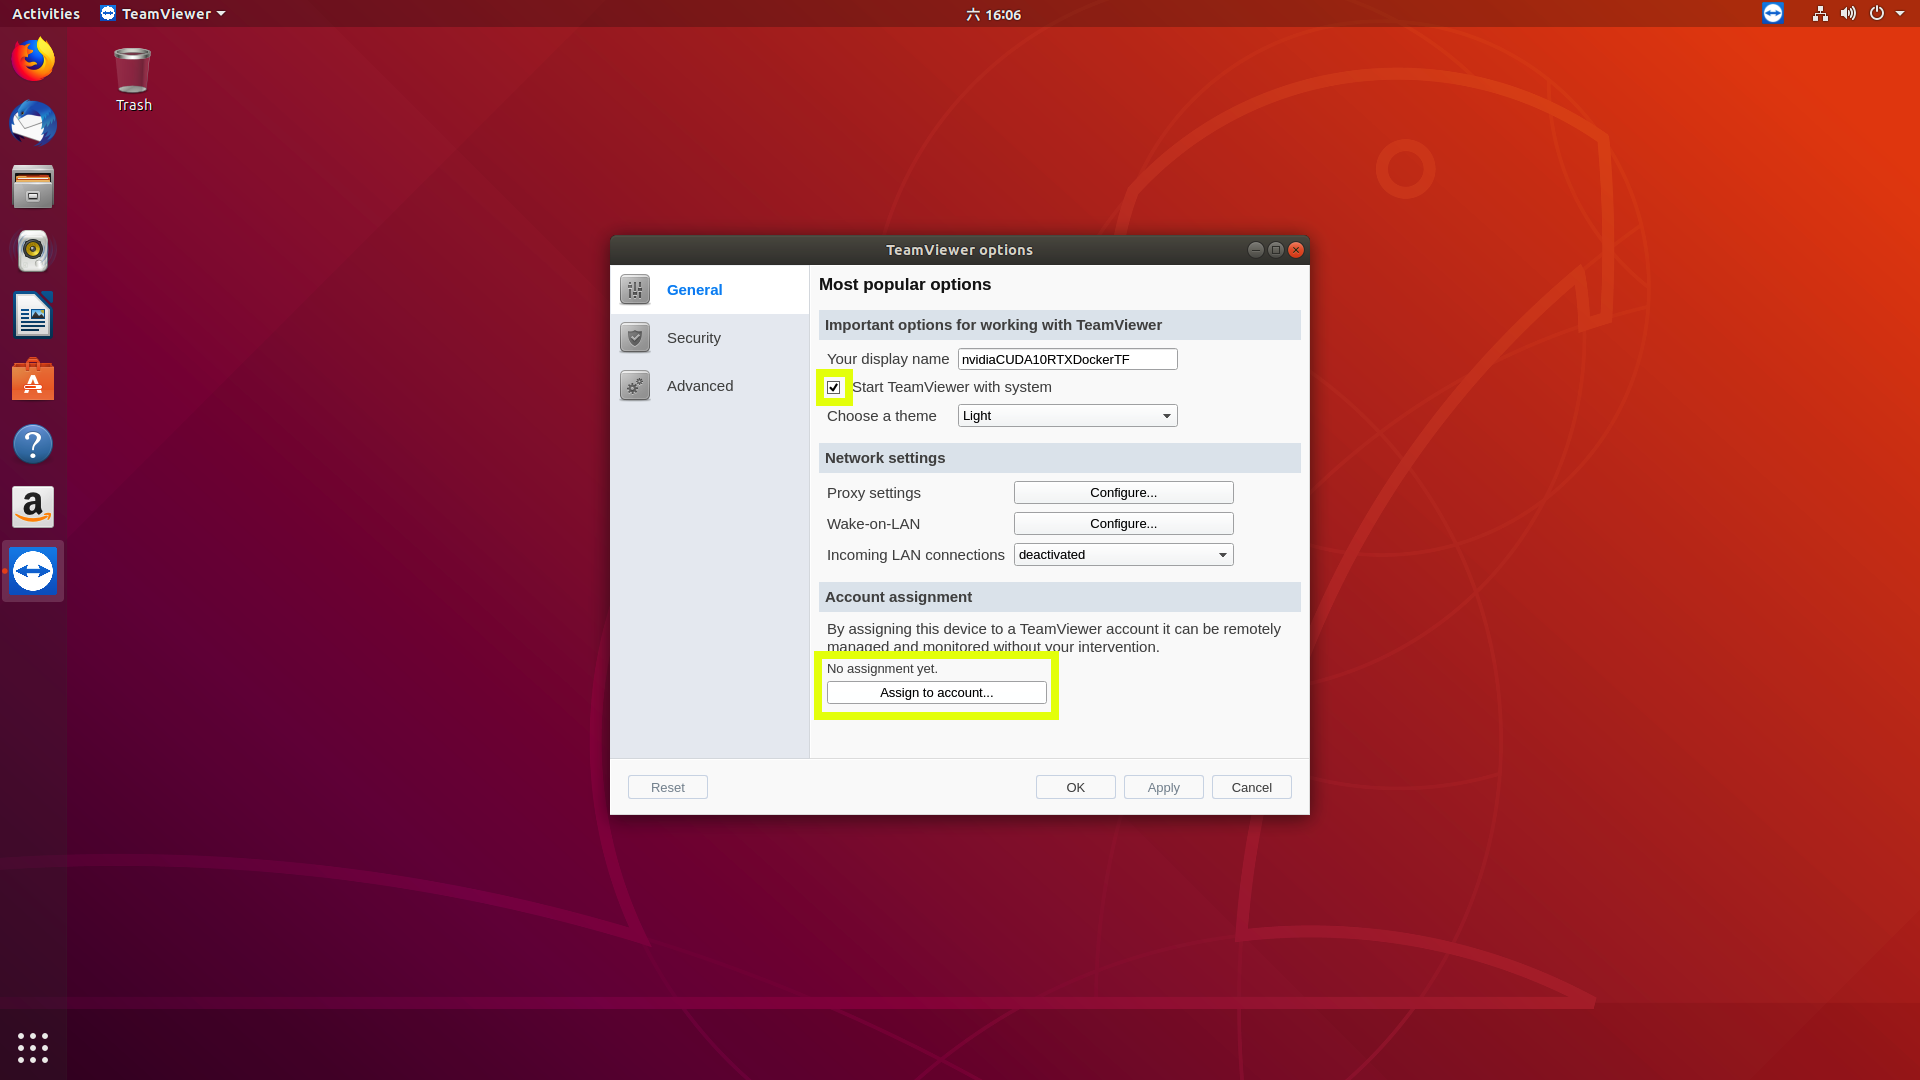 Activities
TeamViewer
六 16:06
Trash
TeamViewer options
General
Security
Advanced
Most popular options
Important options for working with TeamViewer
Your display name
nvidiaCUDA10RTXDockerTF
Start TeamViewer with system
Choose a theme
Light
Network settings
Proxy settings
Configure...
Wake-on-LAN
Configure...
Incoming LAN connections
deactivated
Account assignment
By assigning this device to a TeamViewer account it can be remotely
managed and monitored without your intervention.
No assignment yet.
Assign to account...
Reset
OK
Apply
Cancel